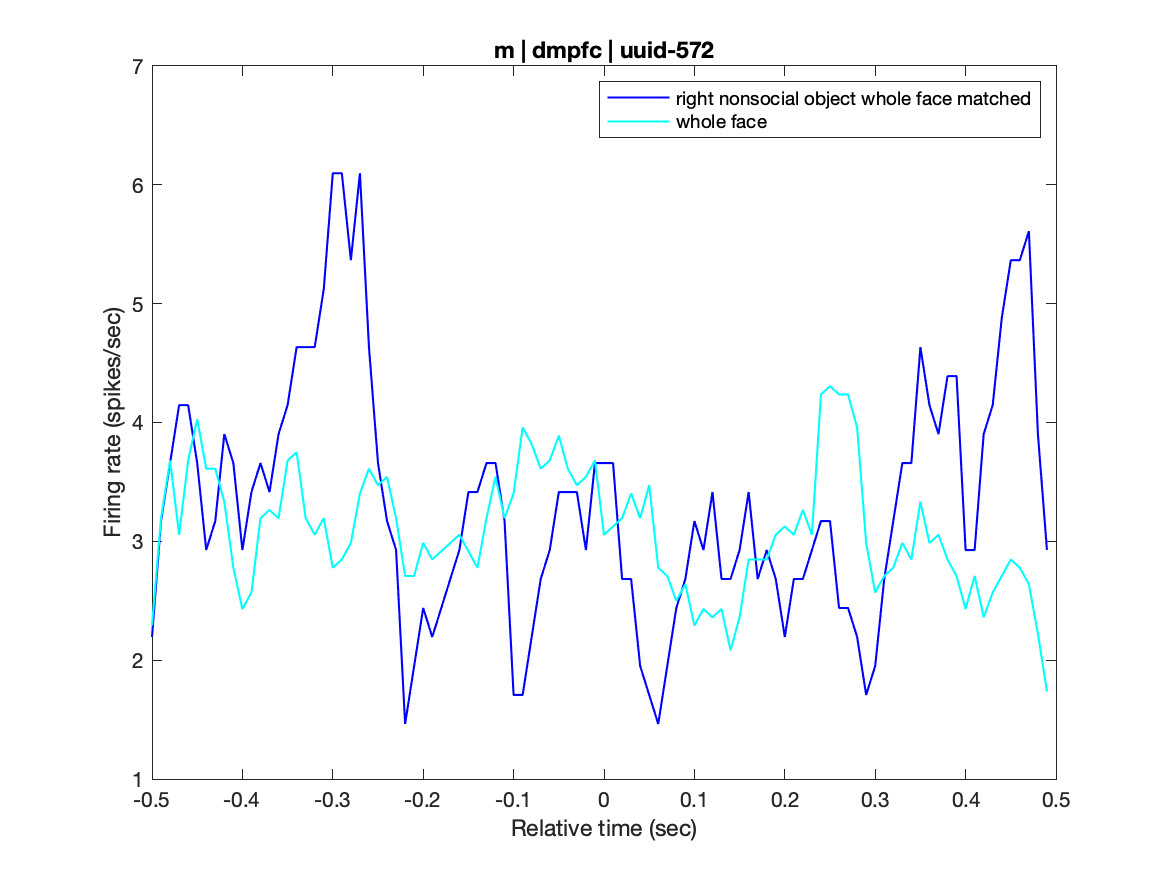 m | dmpfc | uuid-572
right nonsocial object whole face matched
whole face
Firing rate (spikes/sec)
7
6
5
4
3
2
1
-0.5 -0.4 -0.3 -0.2 -0.1 0 0.1 0.2 0.3 0.4 0.5
Relative time (sec)